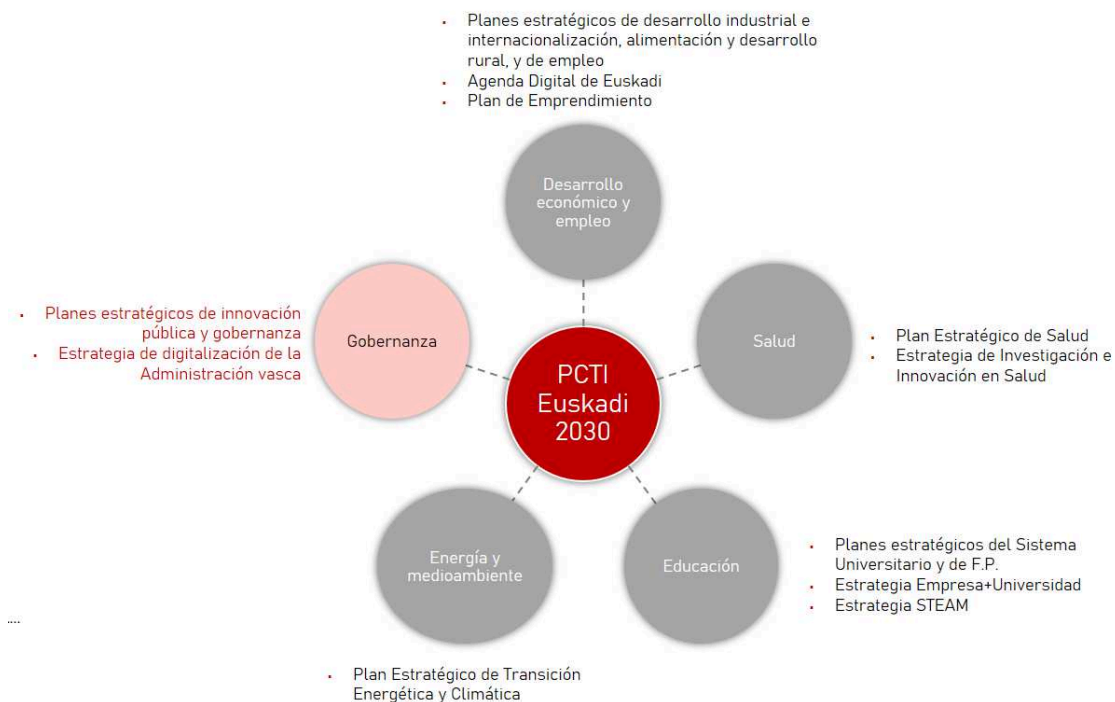 • Planes estratégicos de desarrollo industrial e
internacionalización, alimentación y desarrollo
rural, y de empleo
• Agenda Digital de Euskadi
• Plan de Emprendimiento
Desarrollo
económico y
empleo
• Planes estratégicos de innovación
pública y gobernanza
• Estrategia de digitalización de la
Administración vasca
Gobernanza
PCTI
Euskadi
2030
Salud
• Plan Estratégico de Salud
• Estrategia de Investigación e
Innovación en Salud
Energía y
medioambiente
Educación
• Planes estratégicos del Sistema
Universitario y de F.P.
• Estrategia Empresa+Universidad
• Estrategia STEAM
....
• Plan Estratégico de Transición
Energética y Climática